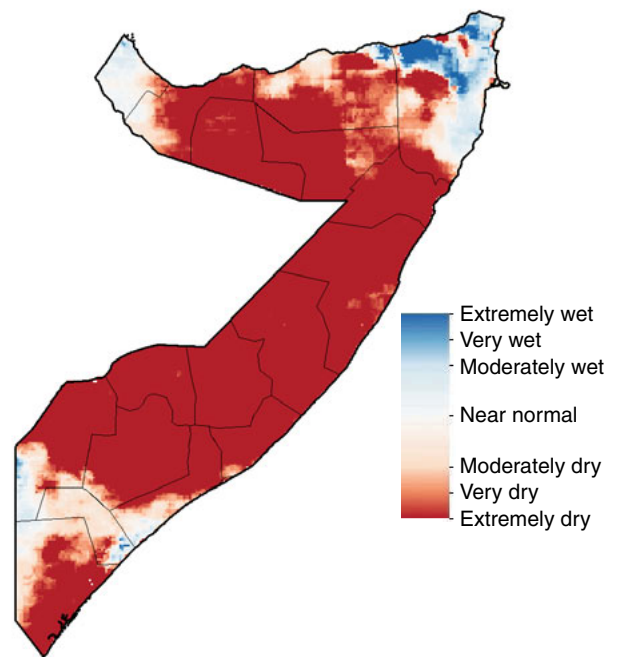 Extremely wet
Very wet
Moderately wet
Near normal
Moderately dry
Very dry
Extremely dry